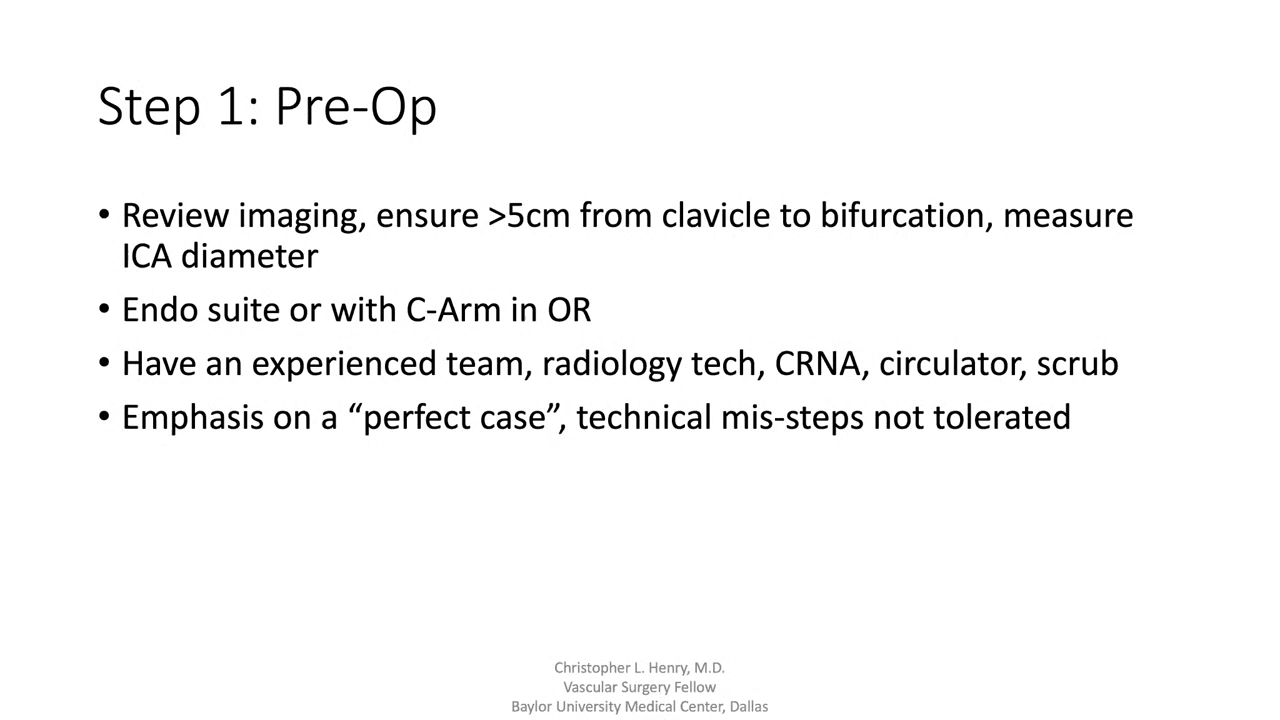 Step 1: Pre-Op
• Review imaging, ensure >5cm from clavicle to bifurcation, measure
ICA diameter
• Endo suite or with C-Arm in OR
• Have an experienced team, radiology tech, CRNA, circulator, scrub
• Emphasis on a “perfect case”, technical mis-steps not tolerated
Christopher L. Henry, M.D.
Vascular Surgery Fellow
Baylor University Medical Center, Dallas